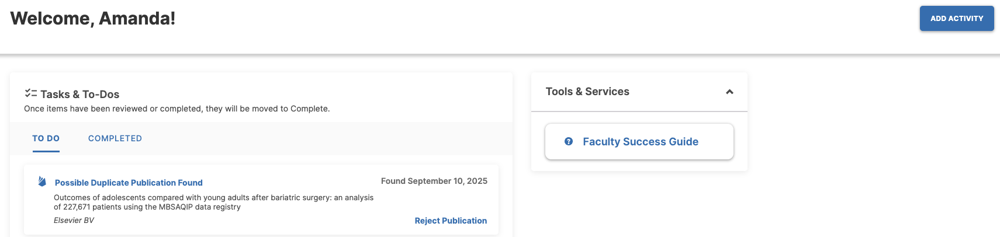 Welcome, Amanda!
ADD ACTIVITY
Tasks & To-Dos
Once items have been reviewed or completed, they will be moved to Complete.
TO DO
COMPLETED
Possible Duplicate Publication Found
Found September 10, 2025
Outcomes of adolescents compared with young adults after bariatric surgery: an analysis
of 227,671 patients using the MBSAQIP data registry
Elsevier BV
Reject Publication
Tools & Services
Faculty Success Guide